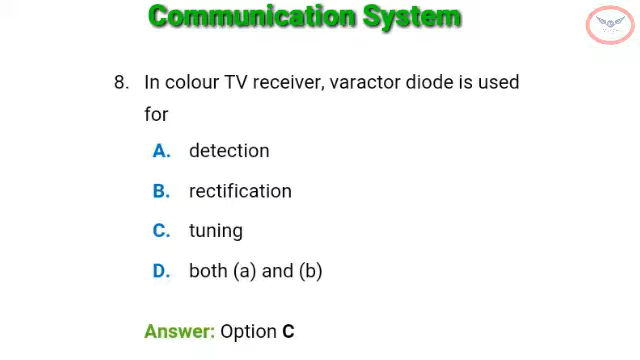 Communication System
8. In colour TV receiver, varactor diode is used
for
A. detection
B. rectification
C. tuning
D. both (a) and (b)
Answer: Option C